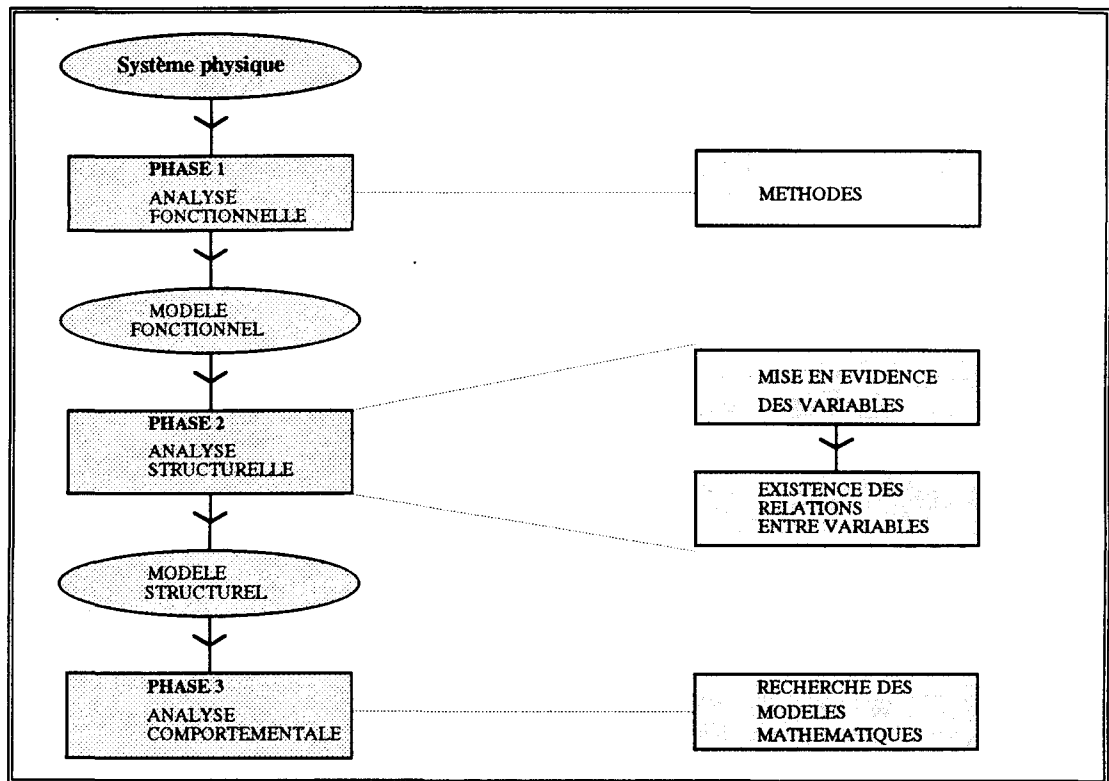 Système physique
PHASE 1
ANALYSE
FONCTIONNELLE
METHODES
MODELE
FONCTIONNEL
PHASE 2
ANALYSE
STRUCTURELLE
MISE EN EVIDENCE
DES VARIABLES
EXISTENCE DES
RELATIONS
ENTRE VARIABLES
MODELE
STRUCTUREL
PHASE 3
ANALYSE
COMPORTEMENTALE
RECHERCHE DES
MODELES
MATHEMATIQUES